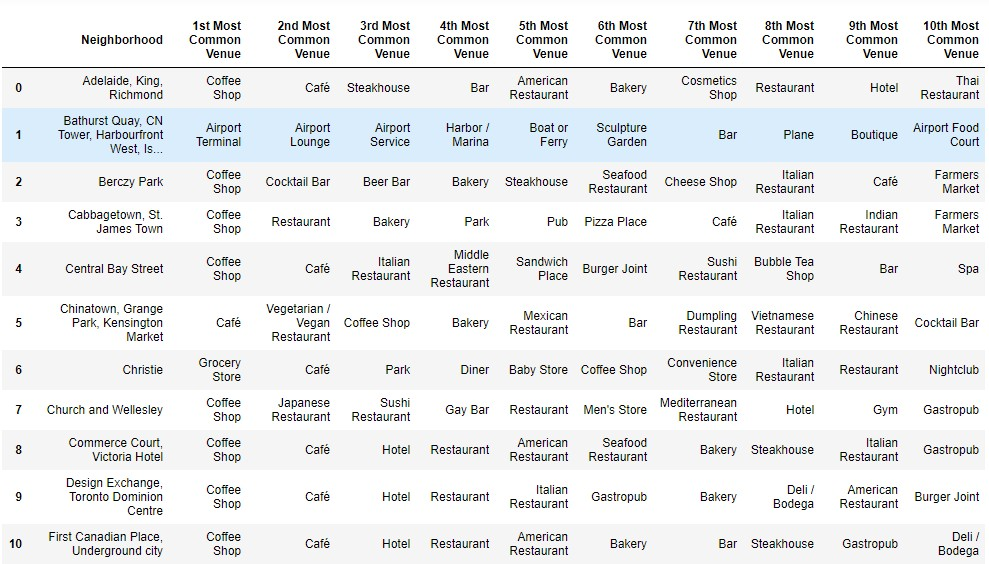 Neighborhood 1st Most Common Venue 2nd Most Common Venue 3rd Most Common Venue 4th Most Common Venue 5th Most Common Venue 6th Most Common Venue 7th Most Common Venue 8th Most Common Venue 9th Most Common Venue 10th Most Common Venue
0 Adelaide, King, Richmond Coffee Shop Café Steakhouse Bar American Restaurant Bakery Cosmetics Shop Restaurant Hotel Thai Restaurant
1 Bathurst Quay, CN Tower, Harbourfront West, Is... Airport Terminal Airport Lounge Airport Service Harbor / Marina Boat or Ferry Sculpture Garden Bar Plane Boutique Airport Food Court
2 Berczy Park Coffee Shop Cocktail Bar Beer Bar Bakery Steakhouse Seafood Restaurant Cheese Shop Italian Restaurant Café Farmers Market
3 Cabbagetown, St. James Town Coffee Shop Restaurant Bakery Park Pub Pizza Place Café Italian Restaurant Indian Restaurant Farmers Market
4 Central Bay Street Coffee Shop Café Italian Restaurant Middle Eastern Restaurant Sandwich Place Burger Joint Sushi Restaurant Bubble Tea Shop Bar Spa
5 Chinatown, Grange Park, Kensington Market Café Vegetarian / Vegan Restaurant Coffee Shop Bakery Mexican Restaurant Bar Dumpling Restaurant Vietnamese Restaurant Chinese Restaurant Cocktail Bar
6 Christie Grocery Store Café Park Diner Baby Store Coffee Shop Convenience Store Italian Restaurant Restaurant Nightclub
7 Church and Wellesley Coffee Shop Japanese Restaurant Sushi Restaurant Gay Bar Restaurant Men's Store Mediterranean Restaurant Hotel Gym Gastropub
8 Commerce Court, Victoria Hotel Coffee Shop Café Hotel Restaurant American Restaurant Seafood Restaurant Bakery Steakhouse Italian Restaurant Gastropub
9 Design Exchange, Toronto Dominion Centre Coffee Shop Café Hotel Restaurant Italian Restaurant Gastropub Bakery Deli / Bodega American Restaurant Burger Joint
10 First Canadian Place, Underground city Coffee Shop Café Hotel Restaurant American Restaurant Bakery Bar Steakhouse Gastropub Deli / Bodega